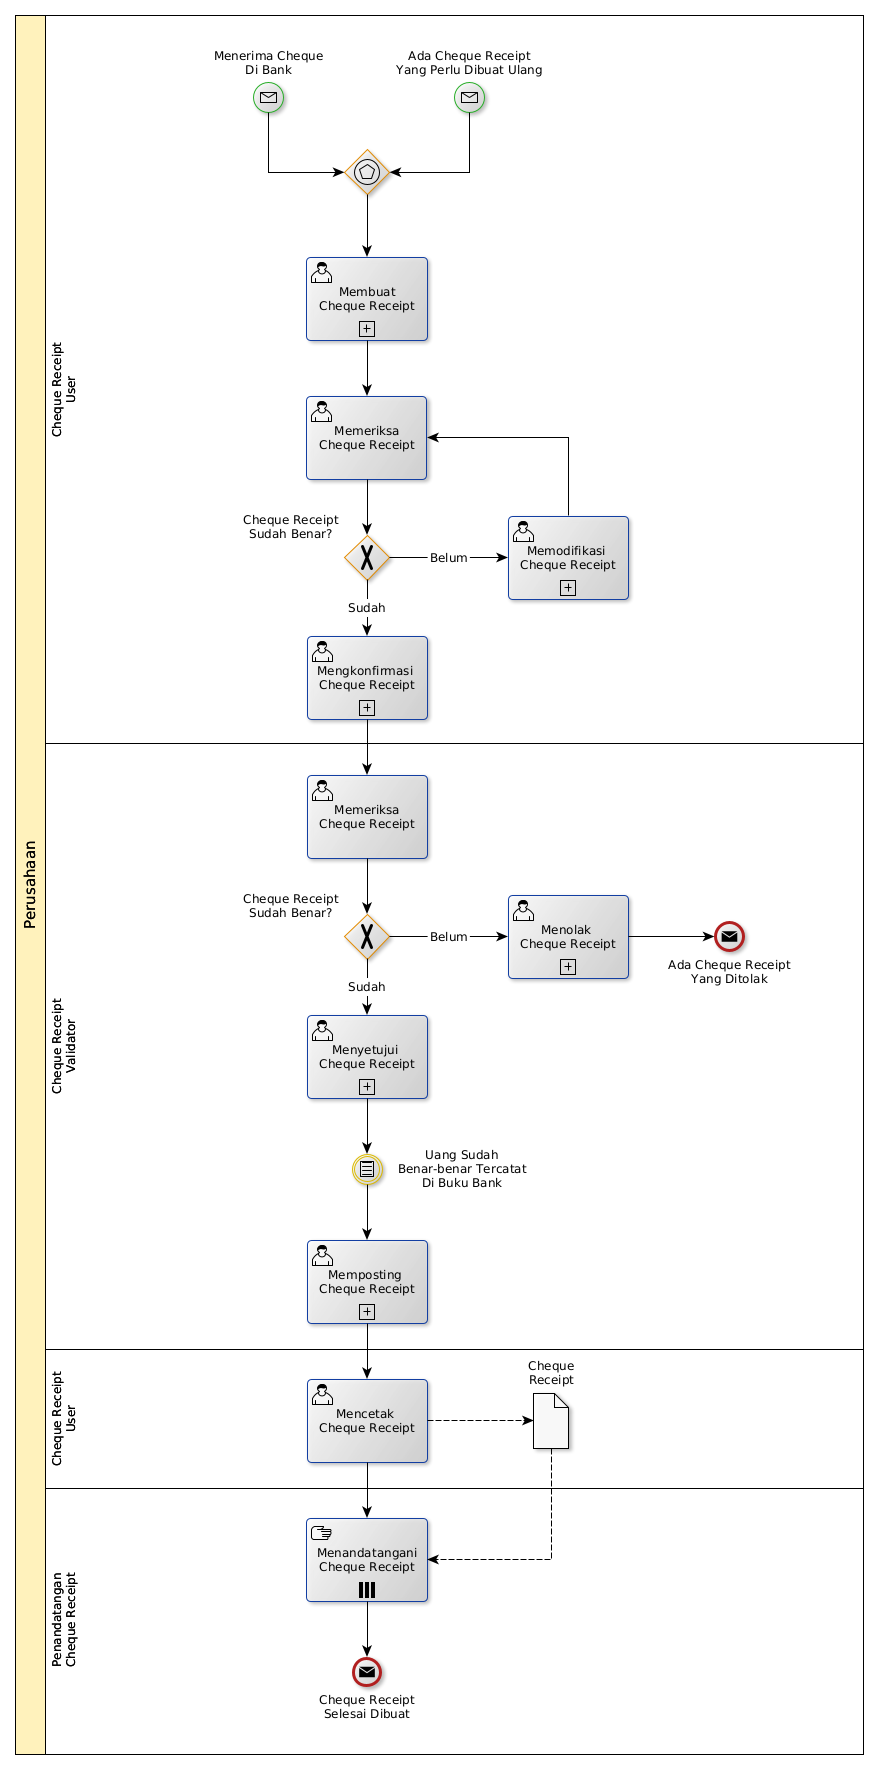 Perusahaan
Cheque Receipt
User
Menerima Cheque
Di Bank
Ada Cheque Receipt
Yang Perlu Dibuat Ulang
Membuat
Cheque Receipt
Memeriksa
Cheque Receipt
Cheque Receipt
Sudah Benar?
Belum
Memodifikasi
Cheque Receipt
Sudah
Mengkonfirmasi
Cheque Receipt
Cheque Receipt
Validator
Memeriksa
Cheque Receipt
Cheque Receipt
Sudah Benar?
Belum
Menolak
Cheque Receipt
Ada Cheque Receipt
Yang Ditolak
Sudah
Menyetujui
Cheque Receipt
Uang Sudah
Benar-benar Tercatat
Di Buku Bank
Memposting
Cheque Receipt
Cheque Receipt
User
Mencetak
Cheque Receipt
Cheque
Receipt
Penandatangan
Cheque Receipt
Menandatangani
Cheque Receipt
Cheque Receipt
Selesai Dibuat